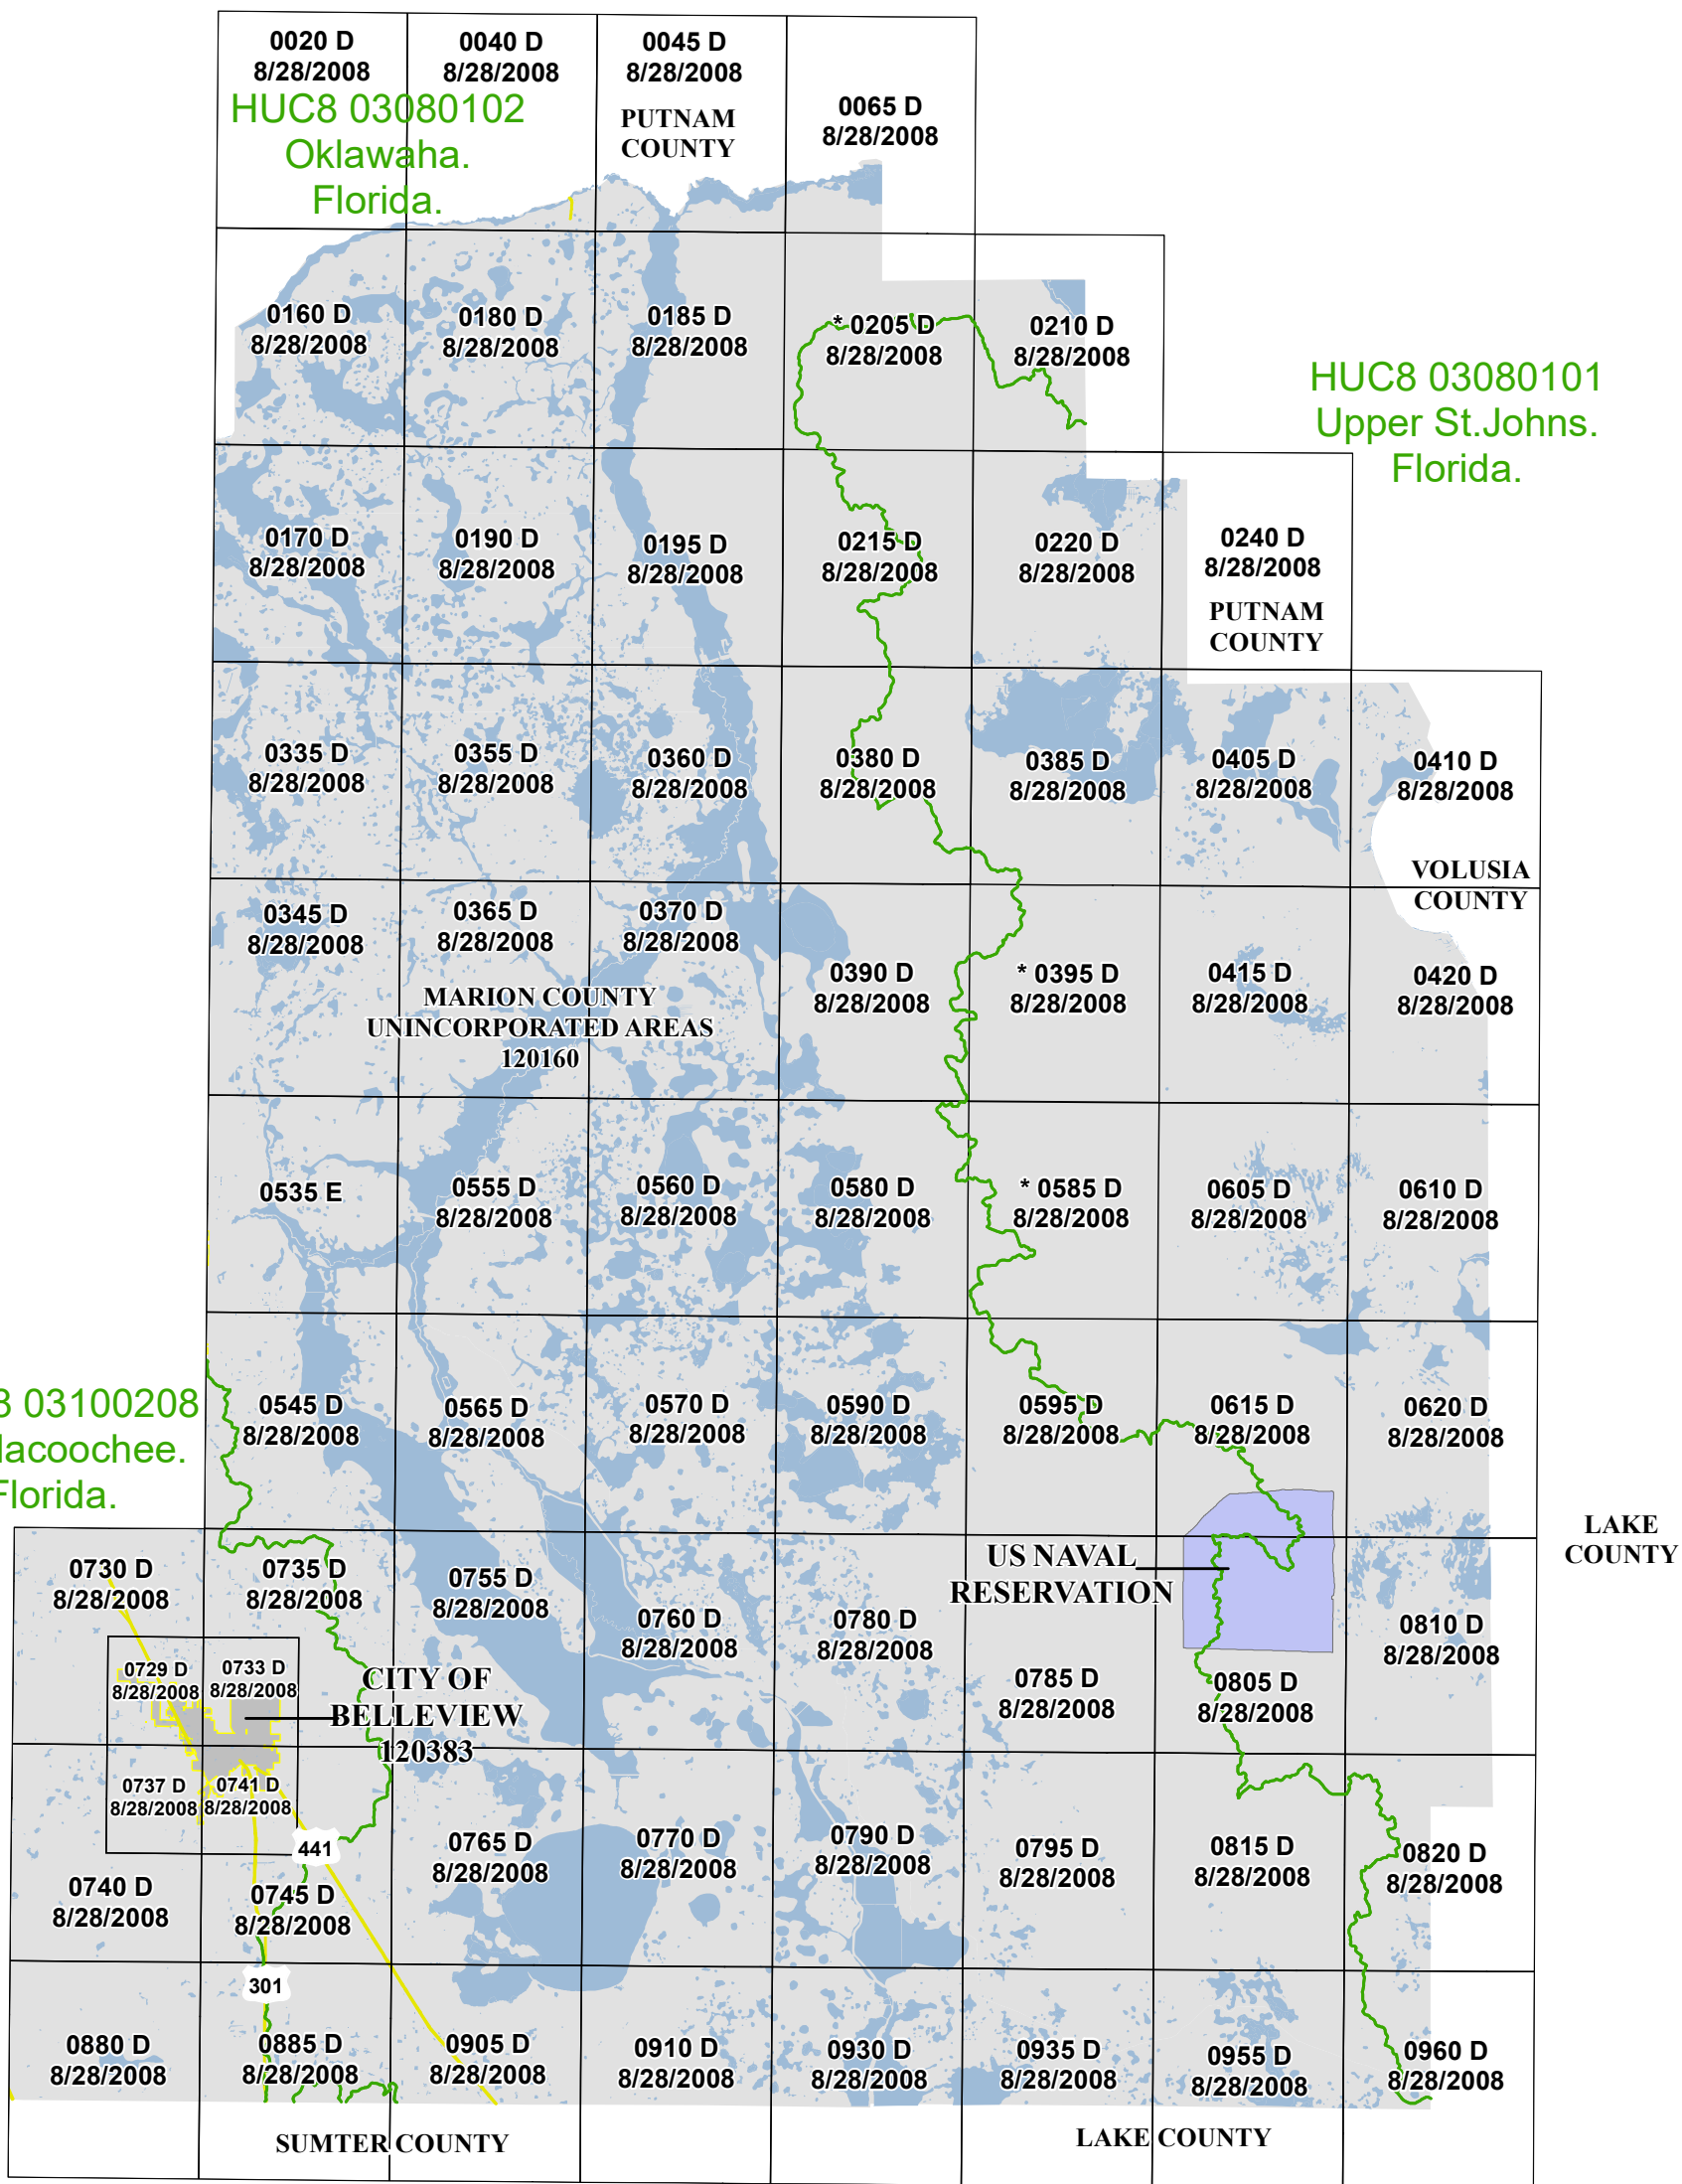 0020 D
8/28/2008
0040 D
8/28/2008
0045 D
8/28/2008
0065 D
8/28/2008
HUC8 03080102
Oklawaha.
Florida.
PUTNAM
COUNTY
0160 D
8/28/2008
0180 D
8/28/2008
0185 D
8/28/2008
* 0205 D
8/28/2008
0210 D
8/28/2008
HUC8 03080101
Upper St.Johns.
Florida.
0170 D
8/28/2008
0190 D
8/28/2008
0195 D
8/28/2008
0215 D
8/28/2008
0220 D
8/28/2008
0240 D
8/28/2008
PUTNAM
COUNTY
0335 D
8/28/2008
0355 D
8/28/2008
0360 D
8/28/2008
0380 D
8/28/2008
0385 D
8/28/2008
0405 D
8/28/2008
0410 D
8/28/2008
VOLUSIA
COUNTY
0345 D
8/28/2008
0365 D
8/28/2008
0370 D
8/28/2008
0390 D
8/28/2008
* 0395 D
8/28/2008
0415 D
8/28/2008
0420 D
8/28/2008
MARION COUNTY
UNINCORPORATED AREAS
120160
0535 E
0555 D
8/28/2008
0560 D
8/28/2008
0580 D
8/28/2008
* 0585 D
8/28/2008
0605 D
8/28/2008
0610 D
8/28/2008
8 03100208
lacoochee.
Florida.
0545 D
8/28/2008
0565 D
8/28/2008
0570 D
8/28/2008
0590 D
8/28/2008
0595 D
8/28/2008
0615 D
8/28/2008
0620 D
8/28/2008
LAKE
COUNTY
0730 D
8/28/2008
0735 D
8/28/2008
0755 D
8/28/2008
0760 D
8/28/2008
0780 D
8/28/2008
US NAVAL
RESERVATION
0785 D
8/28/2008
0805 D
8/28/2008
0810 D
8/28/2008
0729 D
8/28/2008
0733 D
8/28/2008
CITY OF
BELLEVIEW
120383
0737 D
8/28/2008
0741 D
8/28/2008
441
0740 D
8/28/2008
0745 D
8/28/2008
0765 D
8/28/2008
0770 D
8/28/2008
0790 D
8/28/2008
0795 D
8/28/2008
0815 D
8/28/2008
0820 D
8/28/2008
301
0880 D
8/28/2008
0885 D
8/28/2008
0905 D
8/28/2008
0910 D
8/28/2008
0930 D
8/28/2008
0935 D
8/28/2008
0955 D
8/28/2008
0960 D
8/28/2008
SUMTER COUNTY
LAKE COUNTY